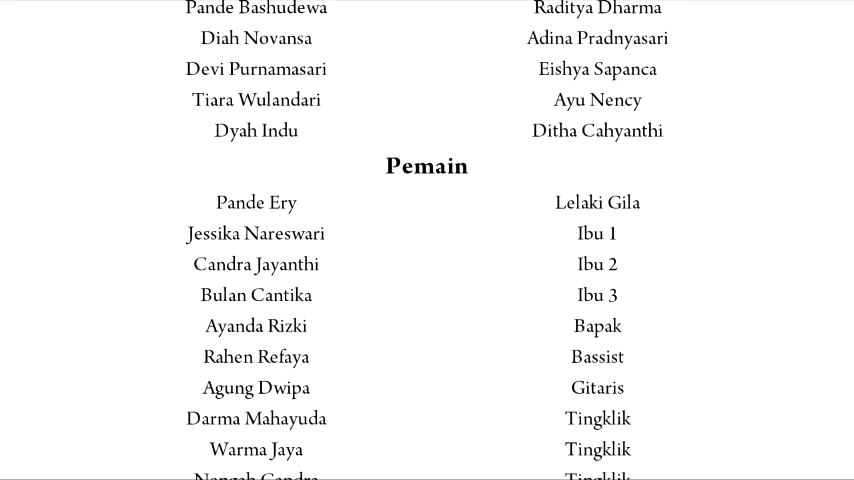 Pande Bashudewa Raditya Dharma
Diah Novansa Adina Pradnyasari
Devi Purnamasari Eishya Sapanca
Tiara Wulandari Ayu Nency
Dyah Indu Ditha Cahyanthi
Pemain
Pande Ery Lelaki Gila
Jessika Nareswari Ibu 1
Candra Jayanthi Ibu 2
Bulan Cantika Ibu 3
Ayanda Rizki Bapak
Rahen Refaya Bassist
Agung Dwipa Gitaris
Darma Mahayuda Tingklik
Warma Jaya Tingklik
Candra Tingklik